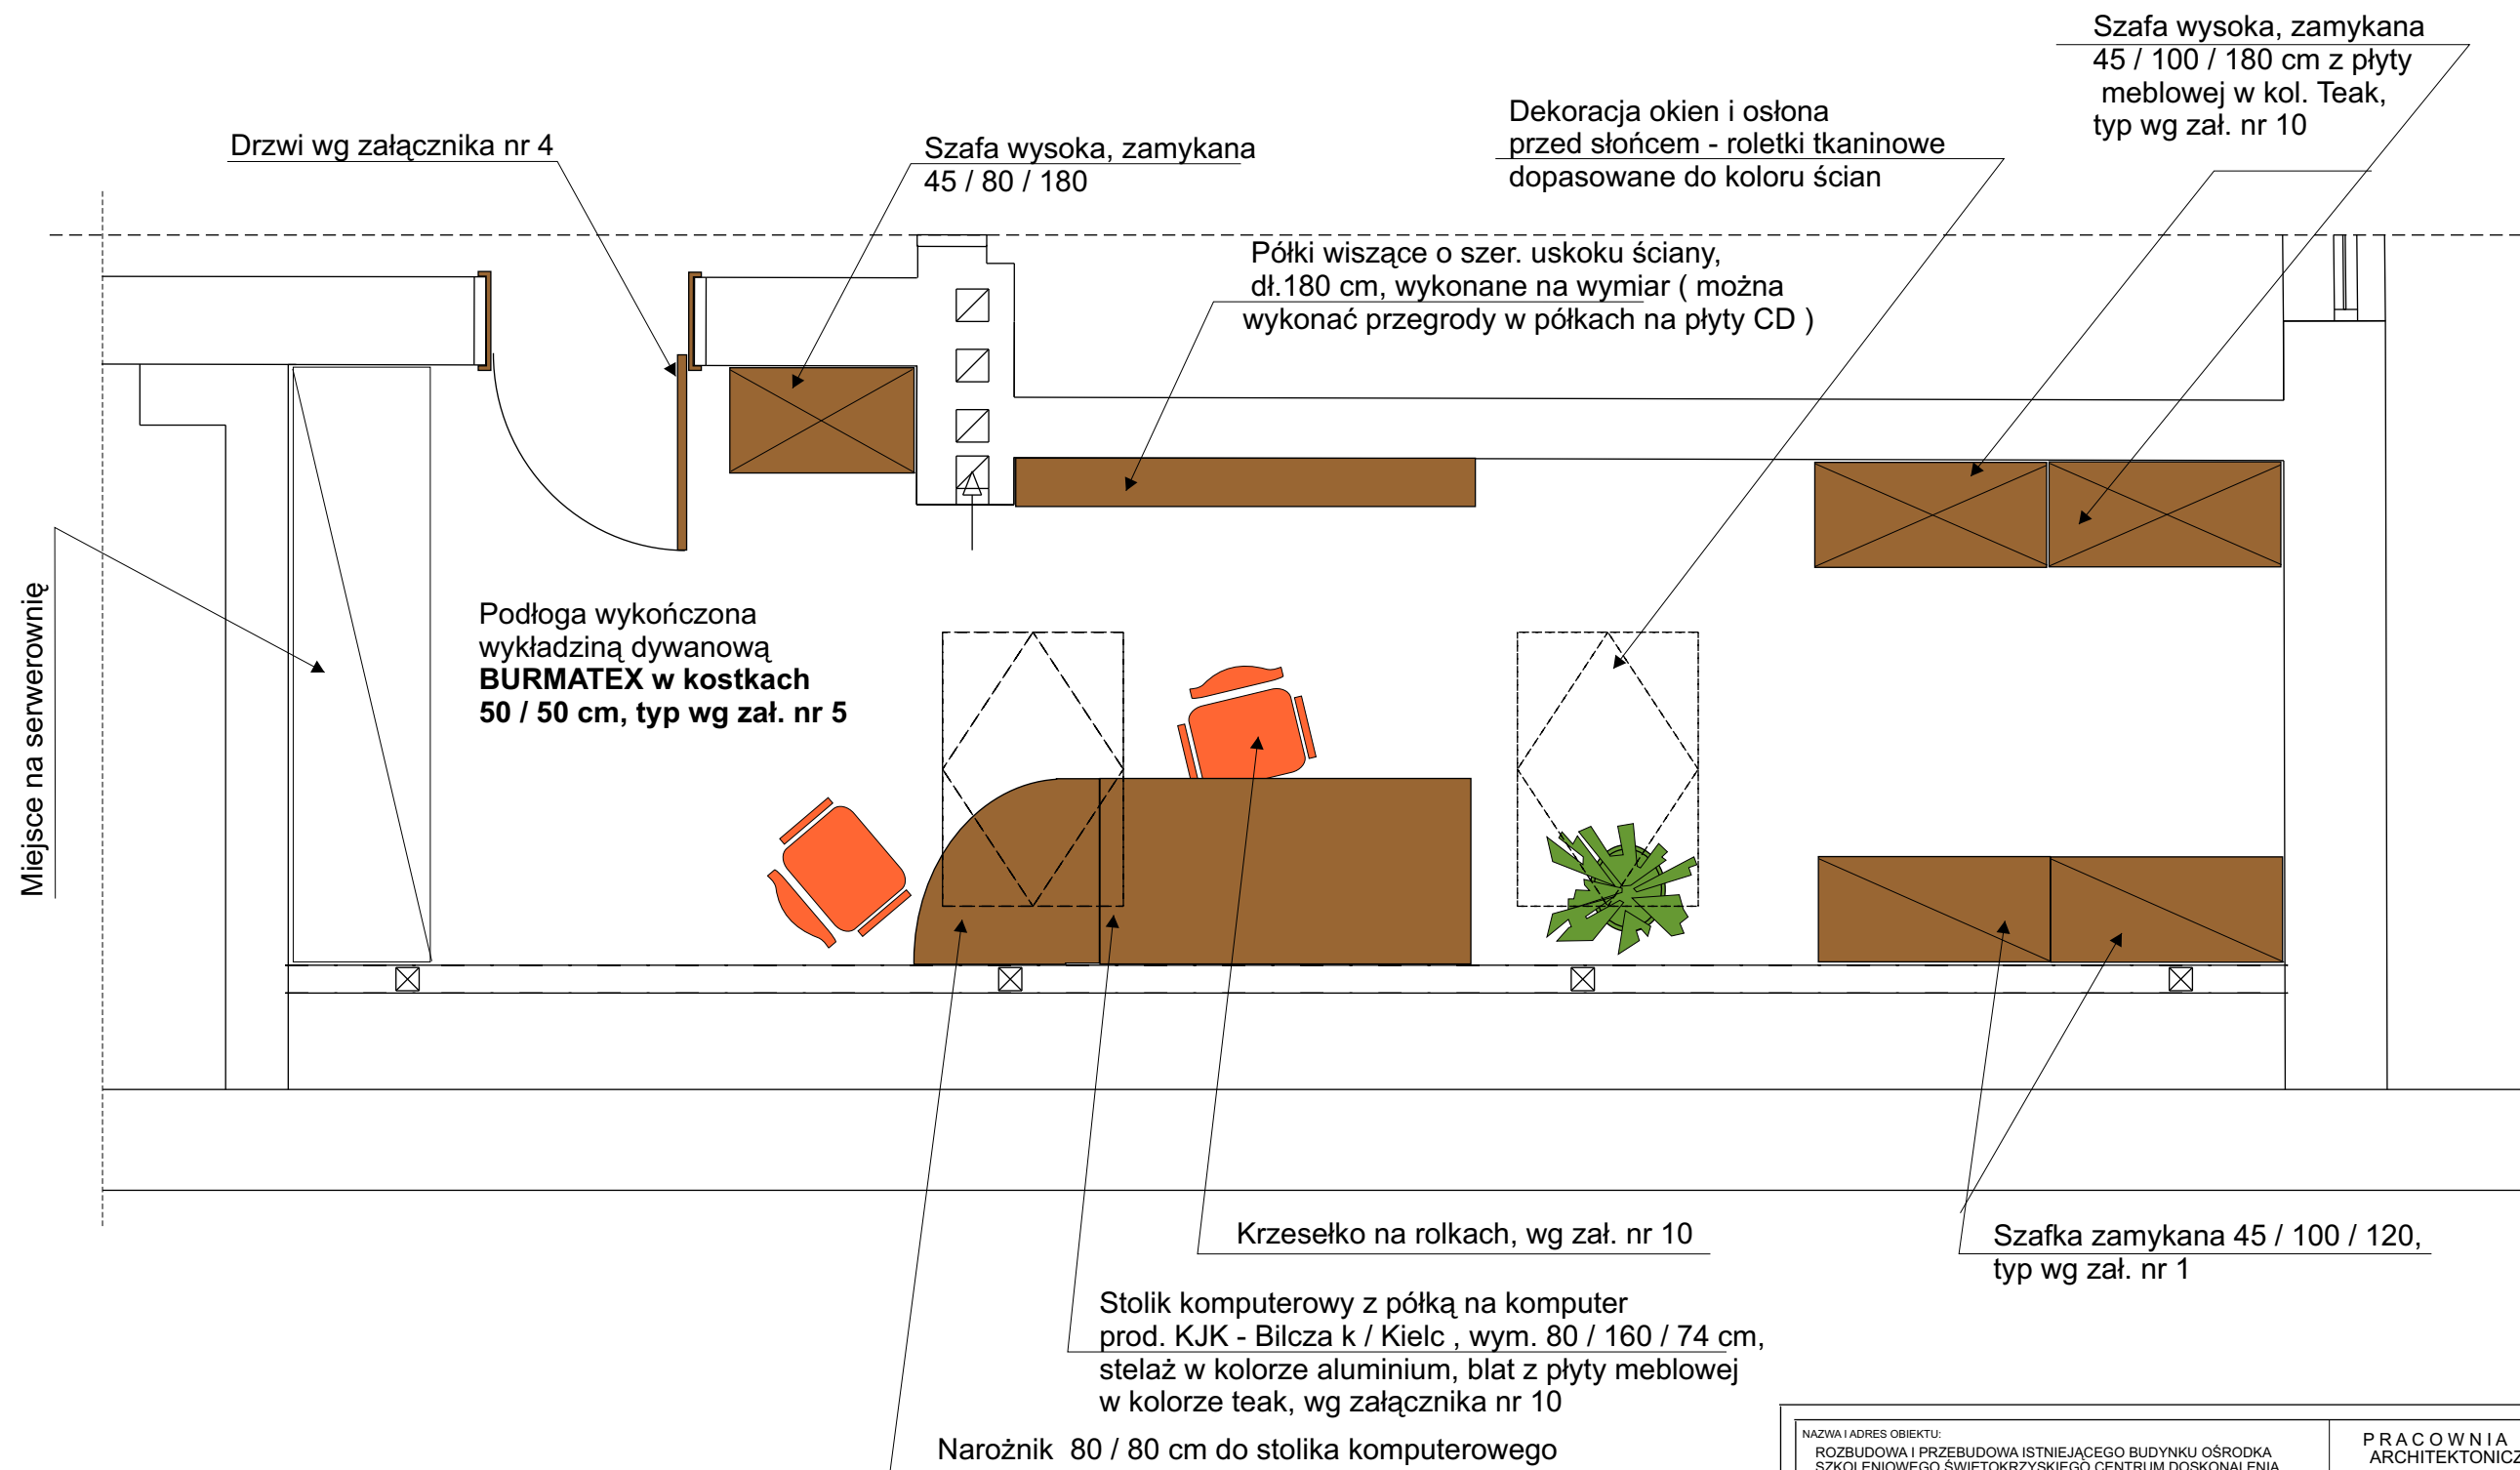 Szafa wysoka, zamykana
45 / 100 / 180 cm z płyty
meblowej w kol. Teak,
typ wg zał. nr 10
Dekoracja okien i osłona
przed słońcem - roletki tkaninowe
dopasowane do koloru ścian
Drzwi wg załącznika nr 4
Szafa wysoka, zamykana
45 / 80 / 180
Półki wiszące o szer. uskoku ściany,
dł.180 cm, wykonane na wymiar ( można
wykonać przegrody w półkach na płyty CD )
Miejsce na serwerownię
Podłoga wykończona
wykładziną dywanową
BURMATEX w kostkach
50 / 50 cm, typ wg zał. nr 5
Krzesełko na rolkach, wg zał. nr 10
Szafka zamykana 45 / 100 / 120,
typ wg zał. nr 1
Stolik komputerowy z półką na komputer
prod. KJK - Bilcza k / Kielc , wym. 80 / 160 / 74 cm,
stelaż w kolorze aluminium, blat z płyty meblowej
w kolorze teak, wg załącznika nr 10
Narożnik 80 / 80 cm do stolika komputerowego
NAZWA I ADRES OBIEKTU:
ROZBUDOWA I PRZEBUDOWA ISTNIEJĄCEGO BUDYNKU OŚRODKA
SZKOLENIOWEGO ŚWIĘTOKRZYSKIEGO CENTRUM DOSKONALENIA
PRACOWNIA
ARCHITEKTONICZ